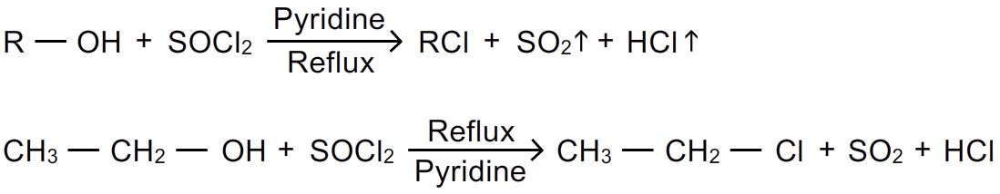 R — OH + SOCl2 Pyridine Reflux RCl + SO2↑ + HCl↑
CH3 — CH2 — OH + SOCl2 Reflux Pyridine CH3 — CH2 — Cl + SO2 + HCl